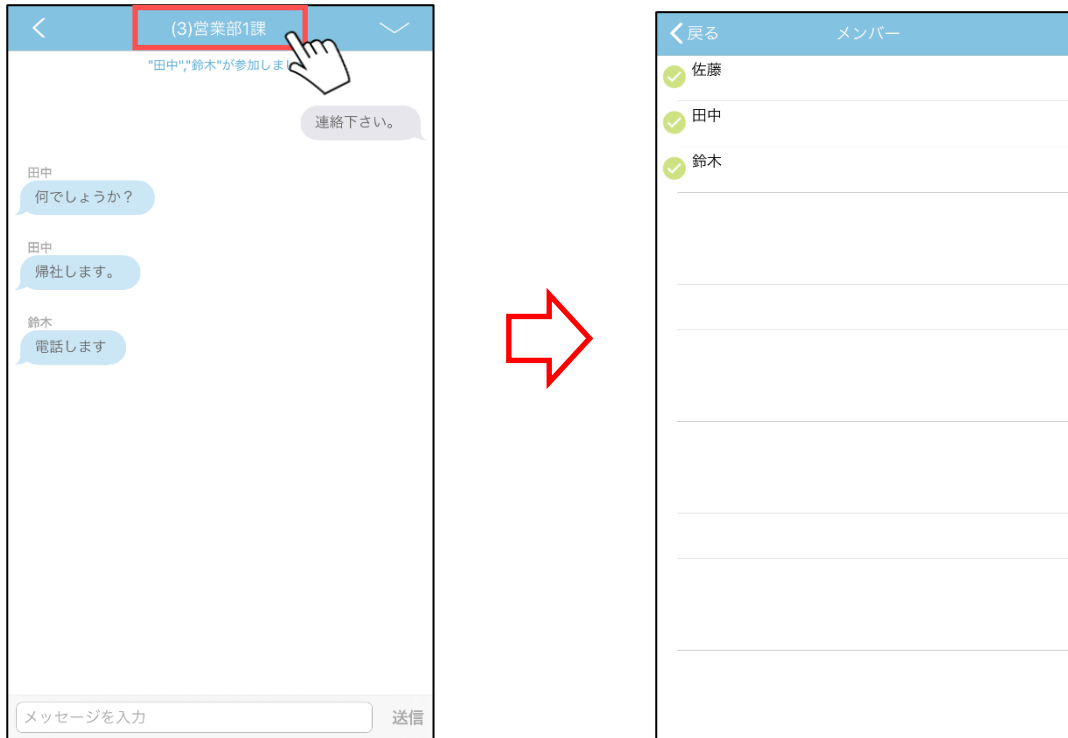 (3)営業部1課
"田中","鈴木"が参加しまし
連絡下さい。
田中
何でしょうか？
田中
帰社します。
鈴木
電話します
メッセージを入力
送信
戻る
メンバー
佐藤
田中
鈴木